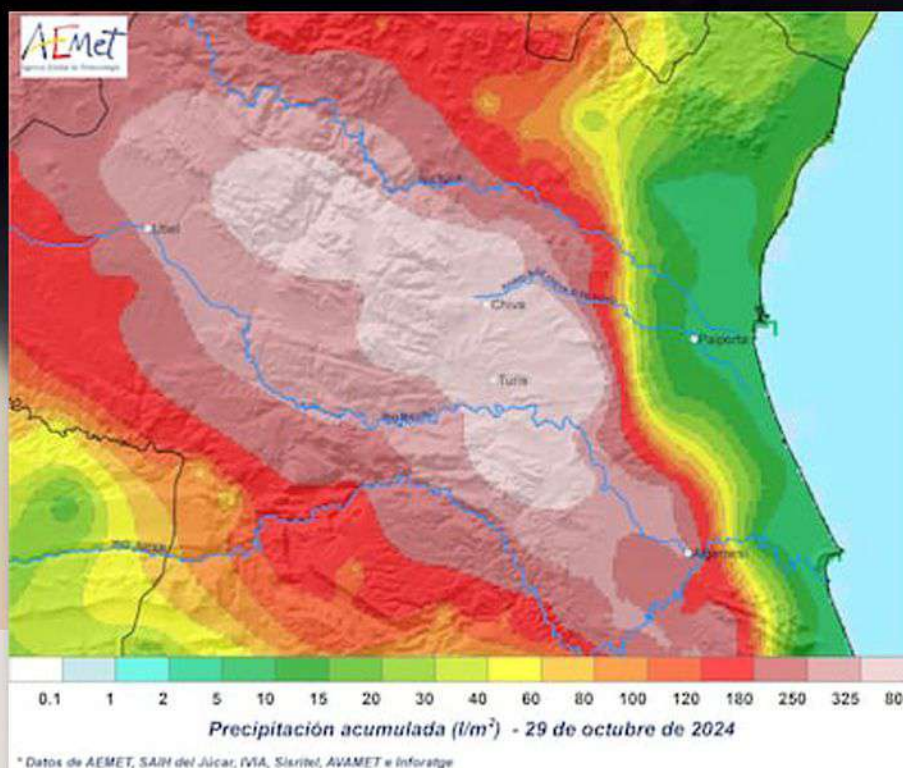 AEmet
Utiel
Chiva
Turís
Paiporta
Algemesí
RIO JUCAR
0.1 1 2 5 10 15 20 30 40 60 80 100 120 180 250 325 80
Precipitación acumulada (l/m²) - 29 de octubre de 2024
* Datos de AEMET, SAIH del Júcar, IVIA, Sisritel, AVAMET e Inforatge